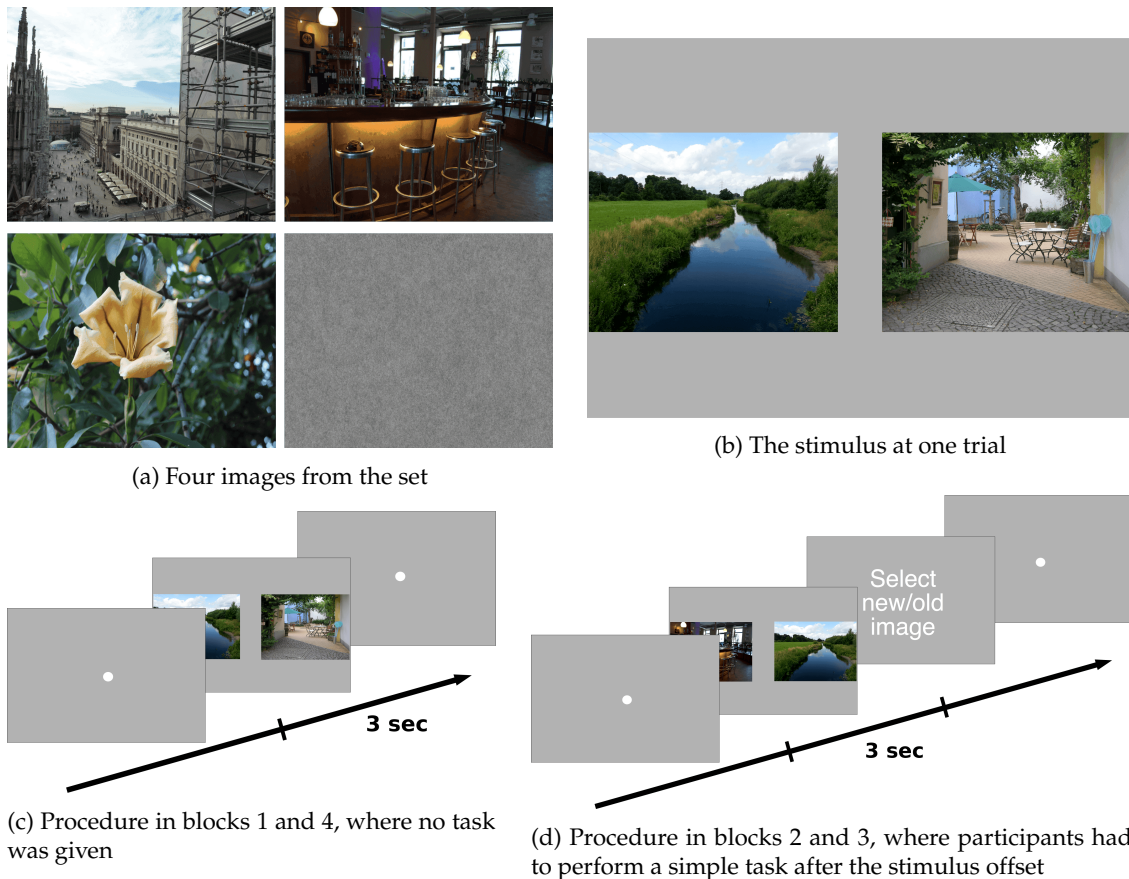 (a) Four images from the set
(b) The stimulus at one trial
3 sec
(c) Procedure in blocks 1 and 4, where no task
was given
Select
new/old
image
3 sec
(d) Procedure in blocks 2 and 3, where participants had
to perform a simple task after the stimulus offset